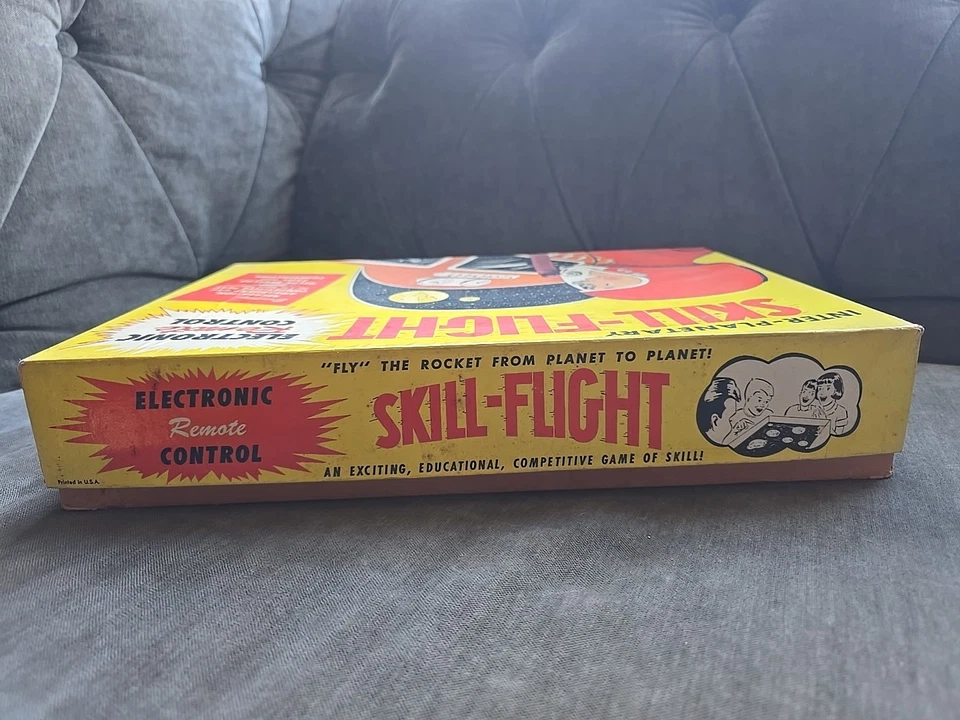 INTER-PLANETARY
SKILL-FLIGHT
ELECTRONIC
CONTROL
"FLY" THE ROCKET FROM PLANET TO PLANET!
ELECTRONIC
Remote
CONTROL
SKILL-FLIGHT
AN EXCITING, EDUCATIONAL, COMPETITIVE GAME OF SKILL!
Printed in U.S.A.